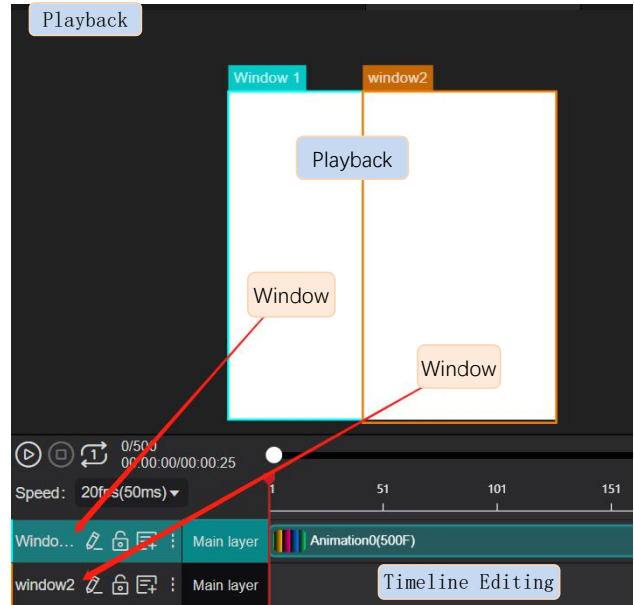 Playback
Window 1
window2
Playback
Window
Window
1
0/500
00:00:00/00:00:25
Speed: 20fps(50ms)
1
51
101
151
Windo...
Main layer
Animation0(500F)
window2
Main layer
Timeline Editing